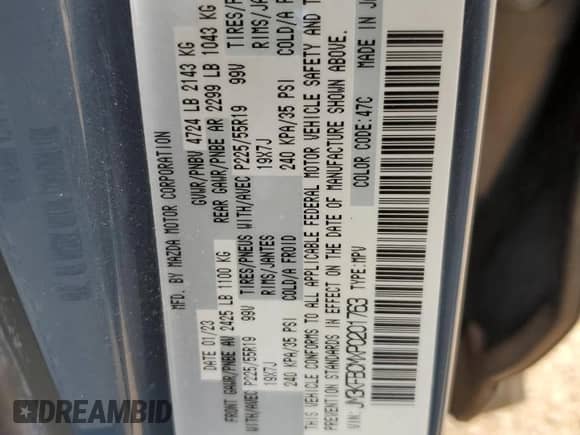 MFD. BY MAZDA MOTOR CORPORATION
DATE 01/23 GVWR/PNBV 4724 LB 2143 KG
FRONT GAWR/PNBE AV 2425 LB 1100 KG REAR GAWR/PNBE AR 2299 LB 1043 KG
WITH/AVEC P225/55R19 99V TIRES/PNEUS WITH/AVEC P225/55R19 99V TIRES/P
19X7J RIMS/JANTES 19X7J RIMS/JA
240 KPA/35 PSI COLD/A FROID 240 KPA/35 PSI COLD/A F
THIS VEHICLE CONFORMS TO ALL APPLICABLE FEDERAL MOTOR VEHICLE SAFETY AND T
PREVENTION STANDARDS IN EFFECT ON THE DATE OF MANUFACTURE SHOWN ABOVE.
COLOR CODE:47C MADE IN J
VIN: TYPE:MPV
EPICBID